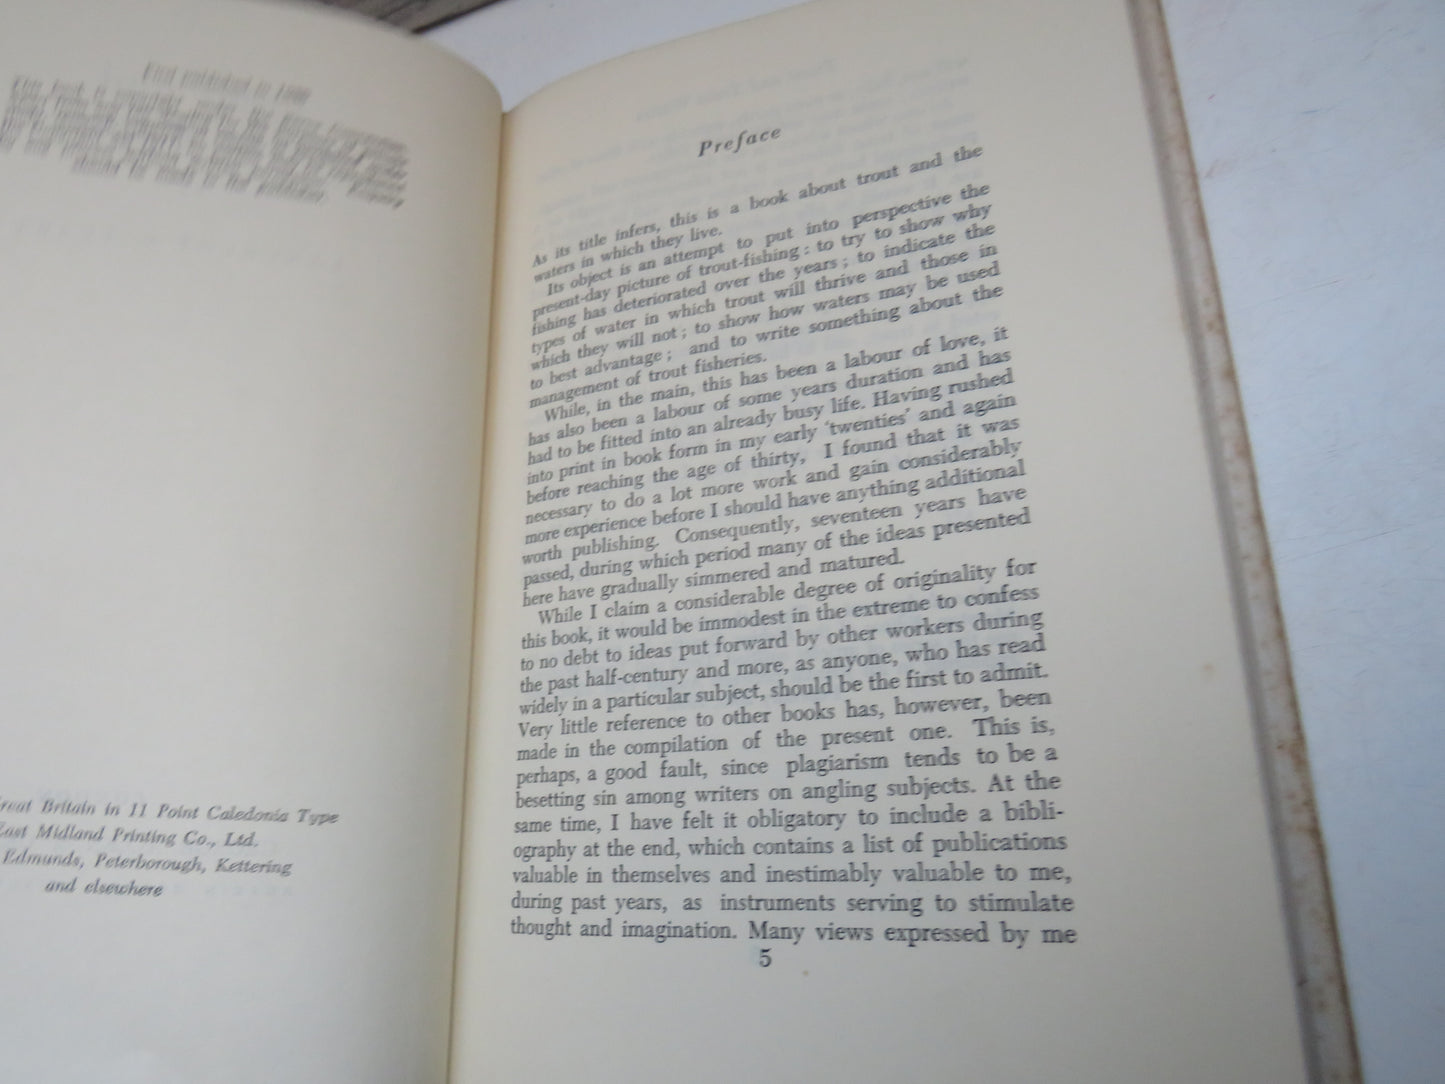 First published in
Great Britain in 11 Point Caledonia Type
East Midland Printing Co., Ltd.
Edmunds, Peterborough, Kettering
and elsewhere
Preface
As its title infers, this is a book about trout and the
waters in which they live.
Its object is an attempt to put into perspective the
present-day picture of trout-fishing : to try to show why
fishing has deteriorated over the years ; to indicate the
types of water in which trout will thrive and those in
which they will not ; to show how waters may be used
to best advantage ; and to write something about the
management of trout fisheries.
While, in the main, this has been a labour of love, it
has also been a labour of some years duration and has
had to be fitted into an already busy life. Having rushed
into print in book form in my early 'twenties' and again
before reaching the age of thirty, I found that it was
necessary to do a lot more work and gain considerably
more experience before I should have anything additional
worth publishing. Consequently, seventeen years have
passed, during which period many of the ideas presented
here have gradually simmered and matured.
While I claim a considerable degree of originality for
this book, it would be immodest in the extreme to confess
to no debt to ideas put forward by other workers during
the past half-century and more, as anyone, who has read
widely in a particular subject, should be the first to admit.
Very little reference to other books has, however, been
made in the compilation of the present one. This is,
perhaps, a good fault, since plagiarism tends to be a
besetting sin among writers on angling subjects. At the
same time, I have felt it obligatory to include a bibli-
ography at the end, which contains a list of publications
valuable in themselves and inestimably valuable to me,
during past years, as instruments serving to stimulate
thought and imagination. Many views expressed by me
5